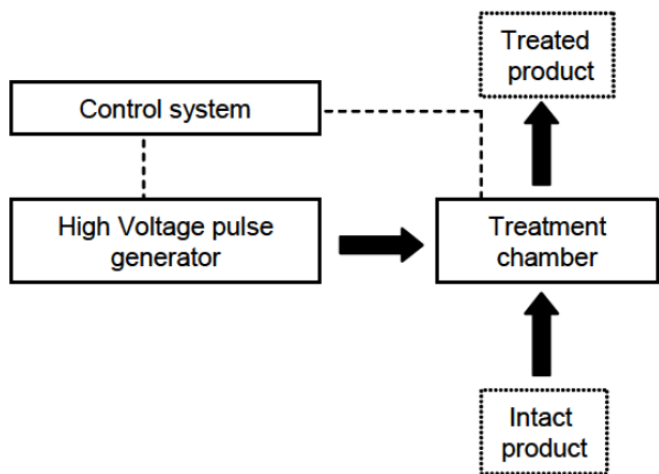 Treated
product
Control system
High Voltage pulse
generator
Treatment
chamber
Intact
product